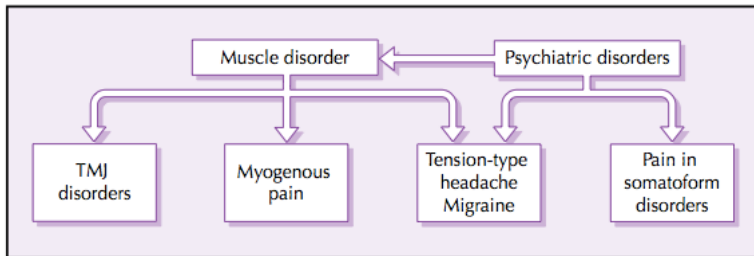 Muscle disorder
Psychiatric disorders
TMJ
disorders
Myogenous
pain
Tension-type
headache
Migraine
Pain in
somatoform
disorders